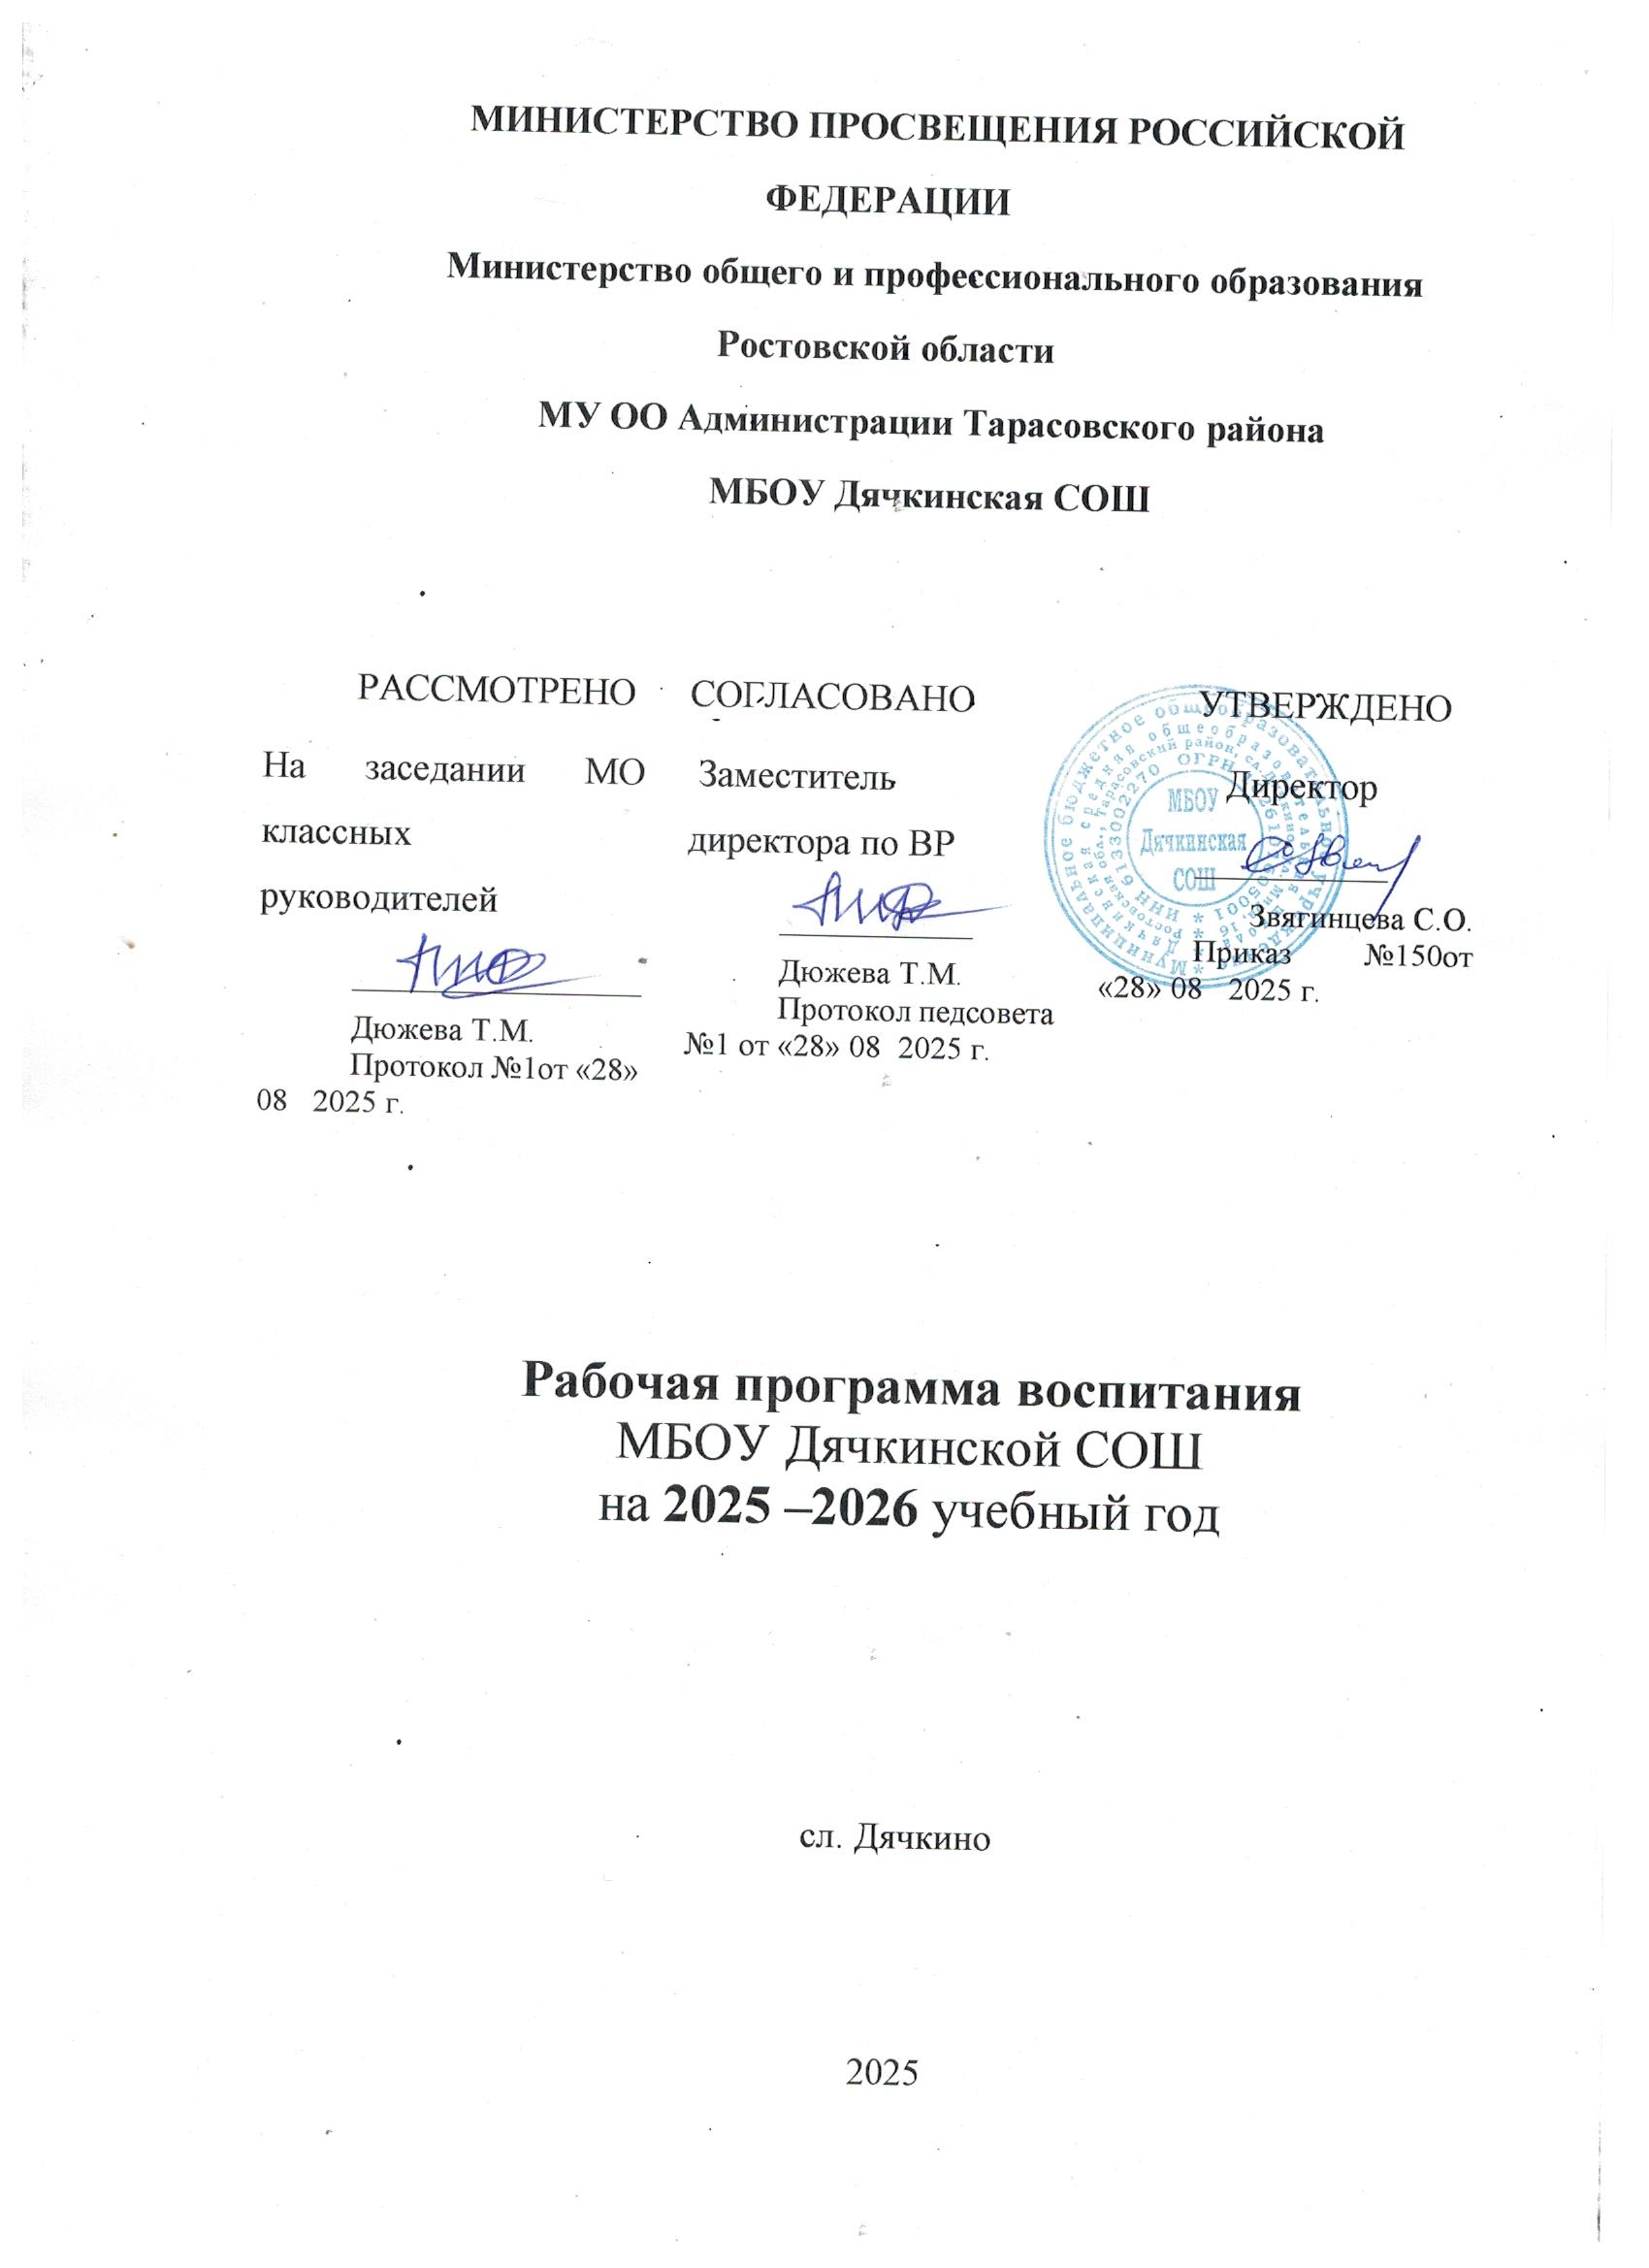 МИНИСТЕРСТВО ПРОСВЕЩЕНИЯ РОССИЙСКОЙ
ФЕДЕРАЦИИ
Министерство общего и профессионального образования
Ростовской области
МУ ОО Администрации Тарасовского района
МБОУ Дячкинская СОШ
РАССМОТРЕНО
На заседании МО
классных
руководителей
Дюжева Т.М.
Протокол №1от «28»
08 2025 г.
СОГЛАСОВАНО
Заместитель
директора по ВР
Дюжева Т.М.
Протокол педсовета
№1 от «28» 08 2025 г.
УТВЕРЖДЕНО
Директор
Звягинцева С.О.
Приказ №150от
«28» 08 2025 г.
МБОУ
Дячкинская
СОШ
Рабочая программа воспитания
МБОУ Дячкинской СОШ
на 2025 –2026 учебный год
сл. Дячкино
2025